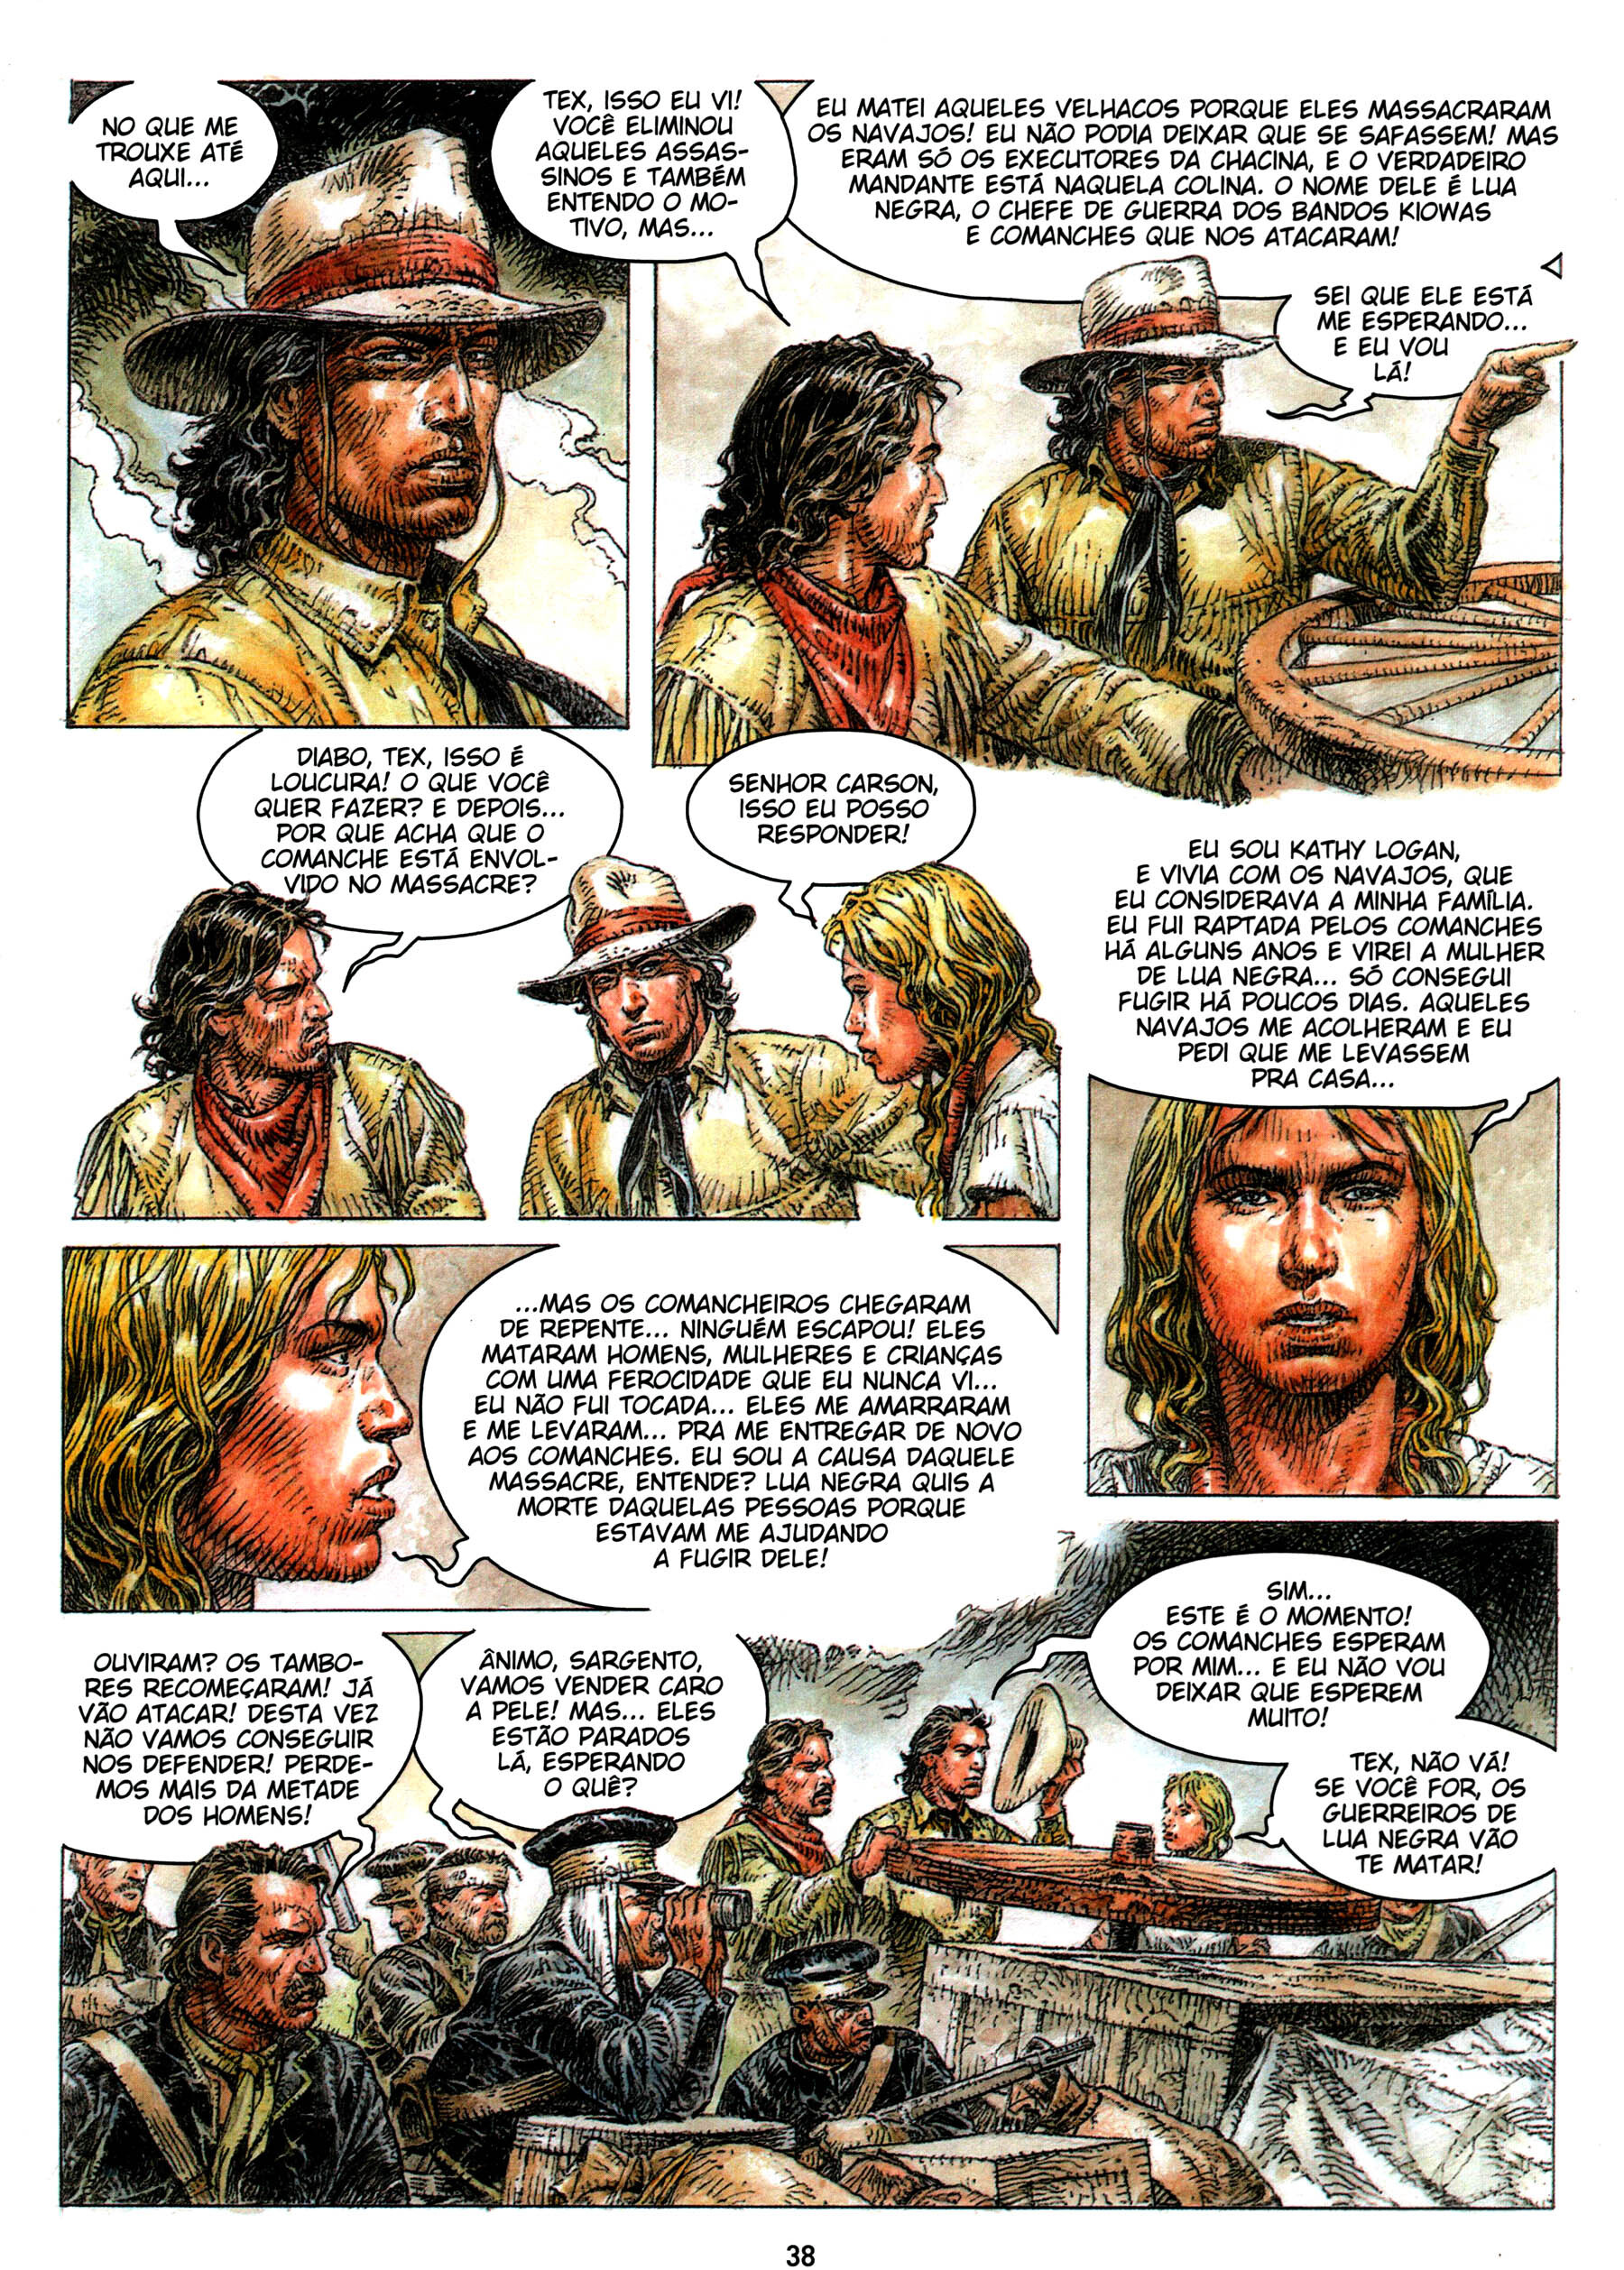 NO QUE ME
TROUXE ATÉ
AQUI...
TEX, ISSO EU VI!
VOCÊ ELIMINOU
AQUELES ASSAS-
SINOS E TAMBÉM
ENTENDO O MO-
TIVO, MAS...
EU MATEI AQUELES VELHACOS PORQUE ELES MASSACRARAM
OS NAVAJOS! EU NÃO PODIA DEIXAR QUE SE SAFASSEM! MAS
ERAM SÓ OS EXECUTORES DA CHACINA, E O VERDADEIRO
MANDANTE ESTÁ NAQUELA COLINA. O NOME DELE É LUA
NEGRA, O CHEFE DE GUERRA DOS BANDOS KIOWAS
E COMANCHES QUE NOS ATACARAM!
SEI QUE ELE ESTÁ
ME ESPERANDO...
E EU VOU
LÁ!
DIABO, TEX, ISSO É
LOUCURA! O QUE VOCÊ
QUER FAZER? E DEPOIS...
POR QUE ACHA QUE O
COMANCHE ESTÁ ENVOL-
VIDO NO MASSACRE?
SENHOR CARSON,
ISSO EU POSSO
RESPONDER!
EU SOU KATHY LOGAN,
E VIVIA COM OS NAVAJOS, QUE
EU CONSIDERAVA A MINHA FAMÍLIA.
EU FUI RAPTADA PELOS COMANCHES
HÁ ALGUNS ANOS E VIREI A MULHER
DE LUA NEGRA... SÓ CONSEGUI
FUGIR HÁ POUCOS DIAS. AQUELES
NAVAJOS ME ACOLHERAM E EU
PEDI QUE ME LEVASSEM
PRA CASA...
...MAS OS COMANCHEIROS CHEGARAM
DE REPENTE... NINGUÉM ESCAPOU! ELES
MATARAM HOMENS, MULHERES E CRIANÇAS
COM UMA FEROCIDADE QUE EU NUNCA VI...
EU NÃO FUI TOCADA... ELES ME AMARRARAM
E ME LEVARAM... PRA ME ENTREGAR DE NOVO
AOS COMANCHES. EU SOU A CAUSA DAQUELE
MASSACRE, ENTENDE? LUA NEGRA QUIS A
MORTE DAQUELAS PESSOAS PORQUE
ESTAVAM ME AJUDANDO
A FUGIR DELE!
OUVIRAM? OS TAMBO-
RES RECOMEÇARAM! JÁ
VÃO ATACAR! DESTA VEZ
NÃO VAMOS CONSEGUIR
NOS DEFENDER! PERDE-
MOS MAIS DA METADE
DOS HOMENS!
ÂNIMO, SARGENTO,
VAMOS VENDER CARO
A PELE! MAS... ELES
ESTÃO PARADOS
LÁ, ESPERANDO
O QUÊ?
SIM...
ESTE É O MOMENTO!
OS COMANCHES ESPERAM
POR MIM... E EU NÃO VOU
DEIXAR QUE ESPEREM
MUITO!
TEX, NÃO VÁ!
SE VOCÊ FOR, OS
GUERREIROS DE
LUA NEGRA VÃO
TE MATAR!
38